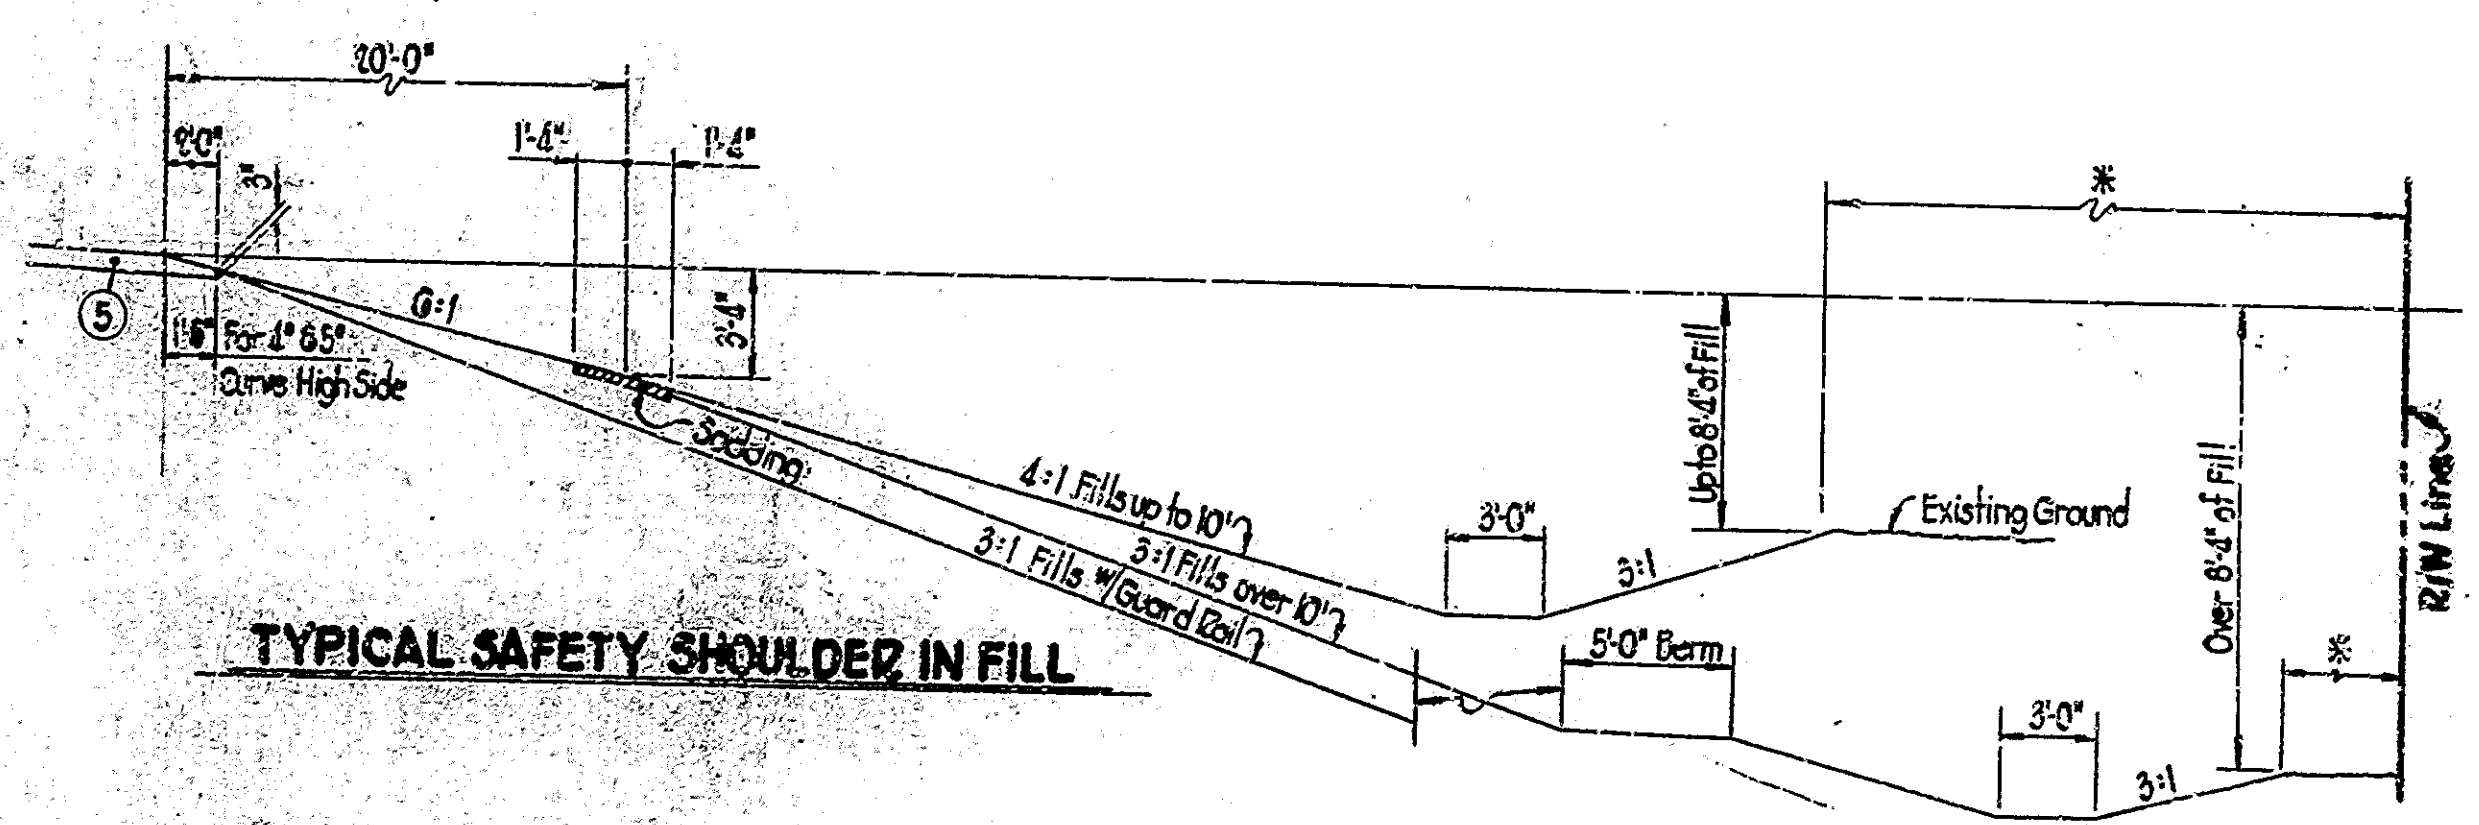 20'-0"
2'0"
1'-4"
1'-4"
3"
*
5
6:1
3'-4"
1'6" For 4° & 5°
Curve High Side
Up to 8'-4" of Fill
Over 8'-4" of Fill
R/W Line
Sodding
4:1 Fills up to 10'
3:1 Fills over 10'
3:1 Fills w/Guard Rail
3'-0"
3:1
Existing Ground
5'-0" Berm
*
3'-0"
3:1
TYPICAL SAFETY SHOULDER IN FILL